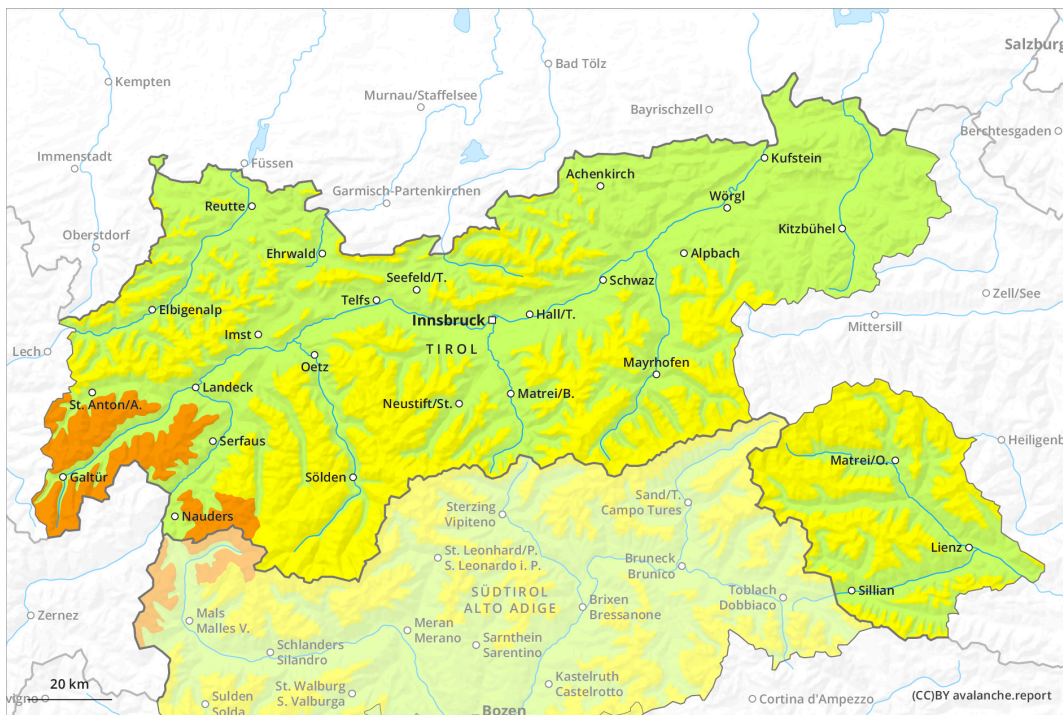 Salzburg
Kempten
Bad Tölz
Murnau/Staffelsee
Bayrischzell
Berchtesgaden
Immenstadt
Füssen
Kufstein
Achenkirch
Garmisch-Partenkirchen
Reutte
Wörgl
Oberstdorf
Kitzbühel
Ehrwald
Alpbach
Seefeld/T.
Schwaz
Telfs
Zell/See
Elbigenalp
Innsbruck
Hall/T.
Mittersill
Imst
Lech
TIROL
Oetz
Mayrhofen
Landeck
Matrei/B.
St. Anton/A.
Neustift/St.
Serfaus
Heiligenb
Matrei/O.
Galtür
Sölden
Sand/T.
Campo Tures
Sterzing
Vipiteno
Nauders
Lienz
St. Leonhard/P.
S. Leonardo i. P.
Bruneck
Brunico
Sillian
SÜDTIROL
ALTO ADIGE
Toblach
Dobbiaco
Brixen
Bressanone
Zernez
Mals
Malles V.
Meran
Merano
Schlanders
Silandro
Sarnthein
Sarentino
20 km
St. Walburg
S. Valburga
Kastelruth
Castelrotto
vigno
Sulden
Solda
Cortina d'Ampezzo
(CC)BY avalanche.report
Bozen